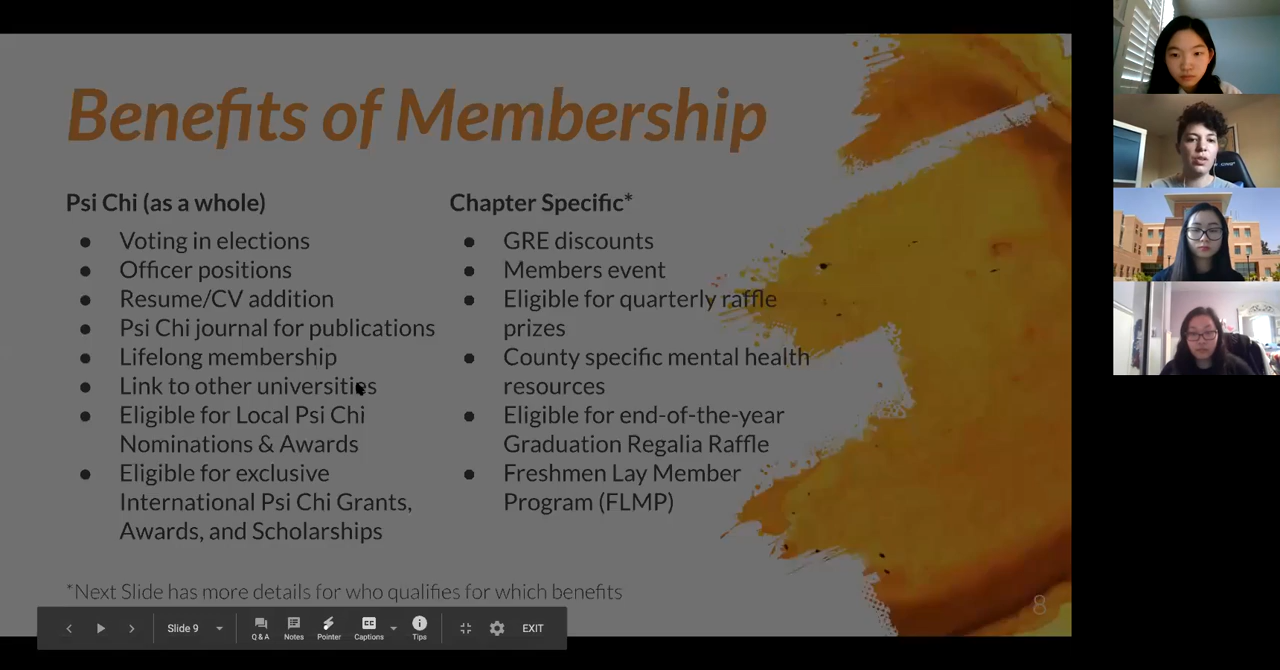 Benefits of Membership
Psi Chi (as a whole)
● Voting in elections
● Officer positions
● Resume/CV addition
● Psi Chi journal for publications
● Lifelong membership
● Link to other universities
● Eligible for Local Psi Chi
Nominations & Awards
● Eligible for exclusive
International Psi Chi Grants,
Awards, and Scholarships
Chapter Specific*
● GRE discounts
● Members event
● Eligible for quarterly raffle
prizes
● County specific mental health
resources
● Eligible for end-of-the-year
Graduation Regalia Raffle
● Freshmen Lay Member
Program (FLMP)
*Next Slide has more details for who qualifies for which benefits
8
Slide 9
Q & A
Notes
Pointer
Captions
Tips
EXIT